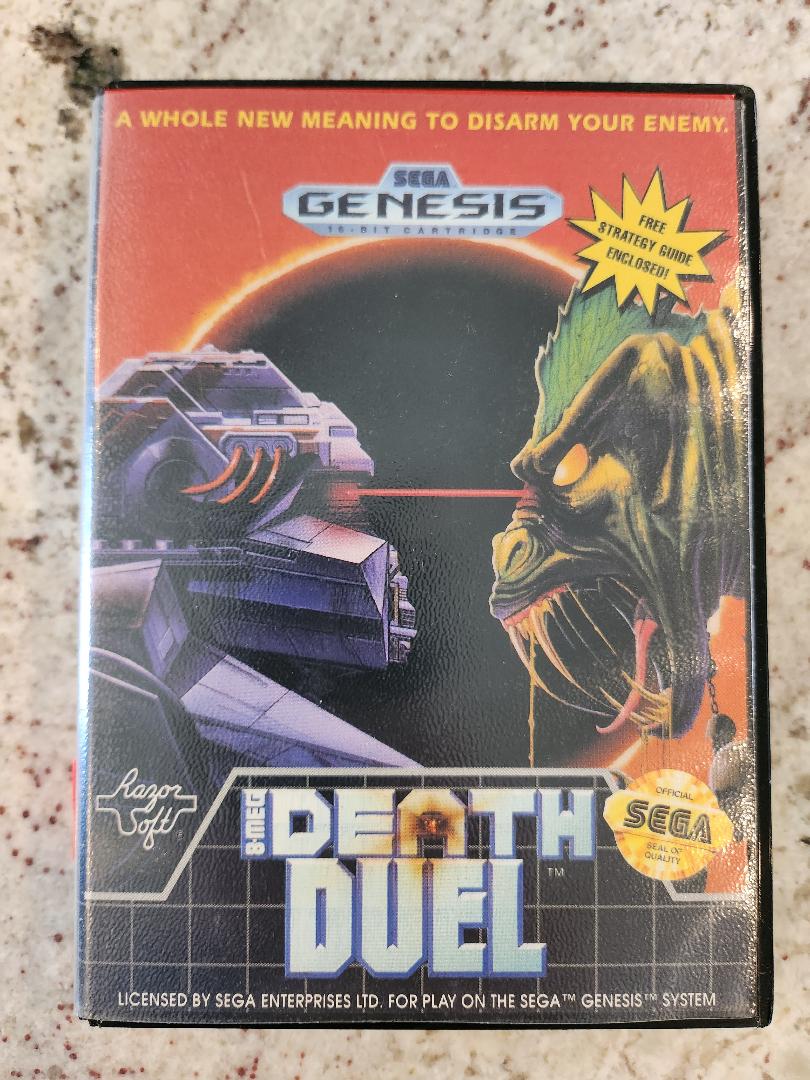 A WHOLE NEW MEANING TO DISARM YOUR ENEMY.
SEGA
GENESIS
16-BIT CARTRIDGE
FREE
STRATEGY GUIDE
ENCLOSED!
Razor
Soft
8-MEG
DEATH
DUEL
TM
OFFICIAL
SEGA
SEAL OF
QUALITY
LICENSED BY SEGA ENTERPRISES LTD. FOR PLAY ON THE SEGA™ GENESIS™ SYSTEM